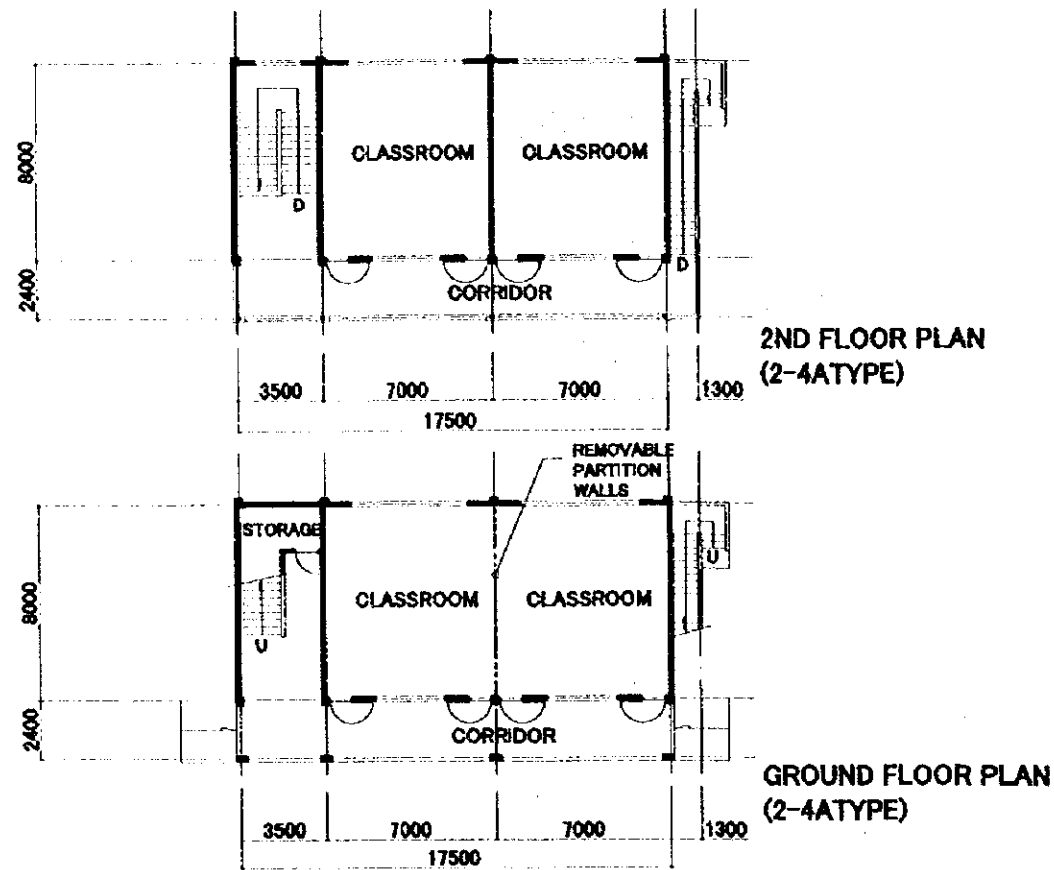 8000
2400
CLASSROOM
CLASSROOM
D
D
CORRIDOR
2ND FLOOR PLAN
(2-4ATYPE)
3500
7000
7000
1300
17500
REMOVABLE
PARTITION
WALLS
STORAGE
U
8000
CLASSROOM
CLASSROOM
U
2400
CORRIDOR
GROUND FLOOR PLAN
(2-4ATYPE)
3500
7000
7000
1300
17500